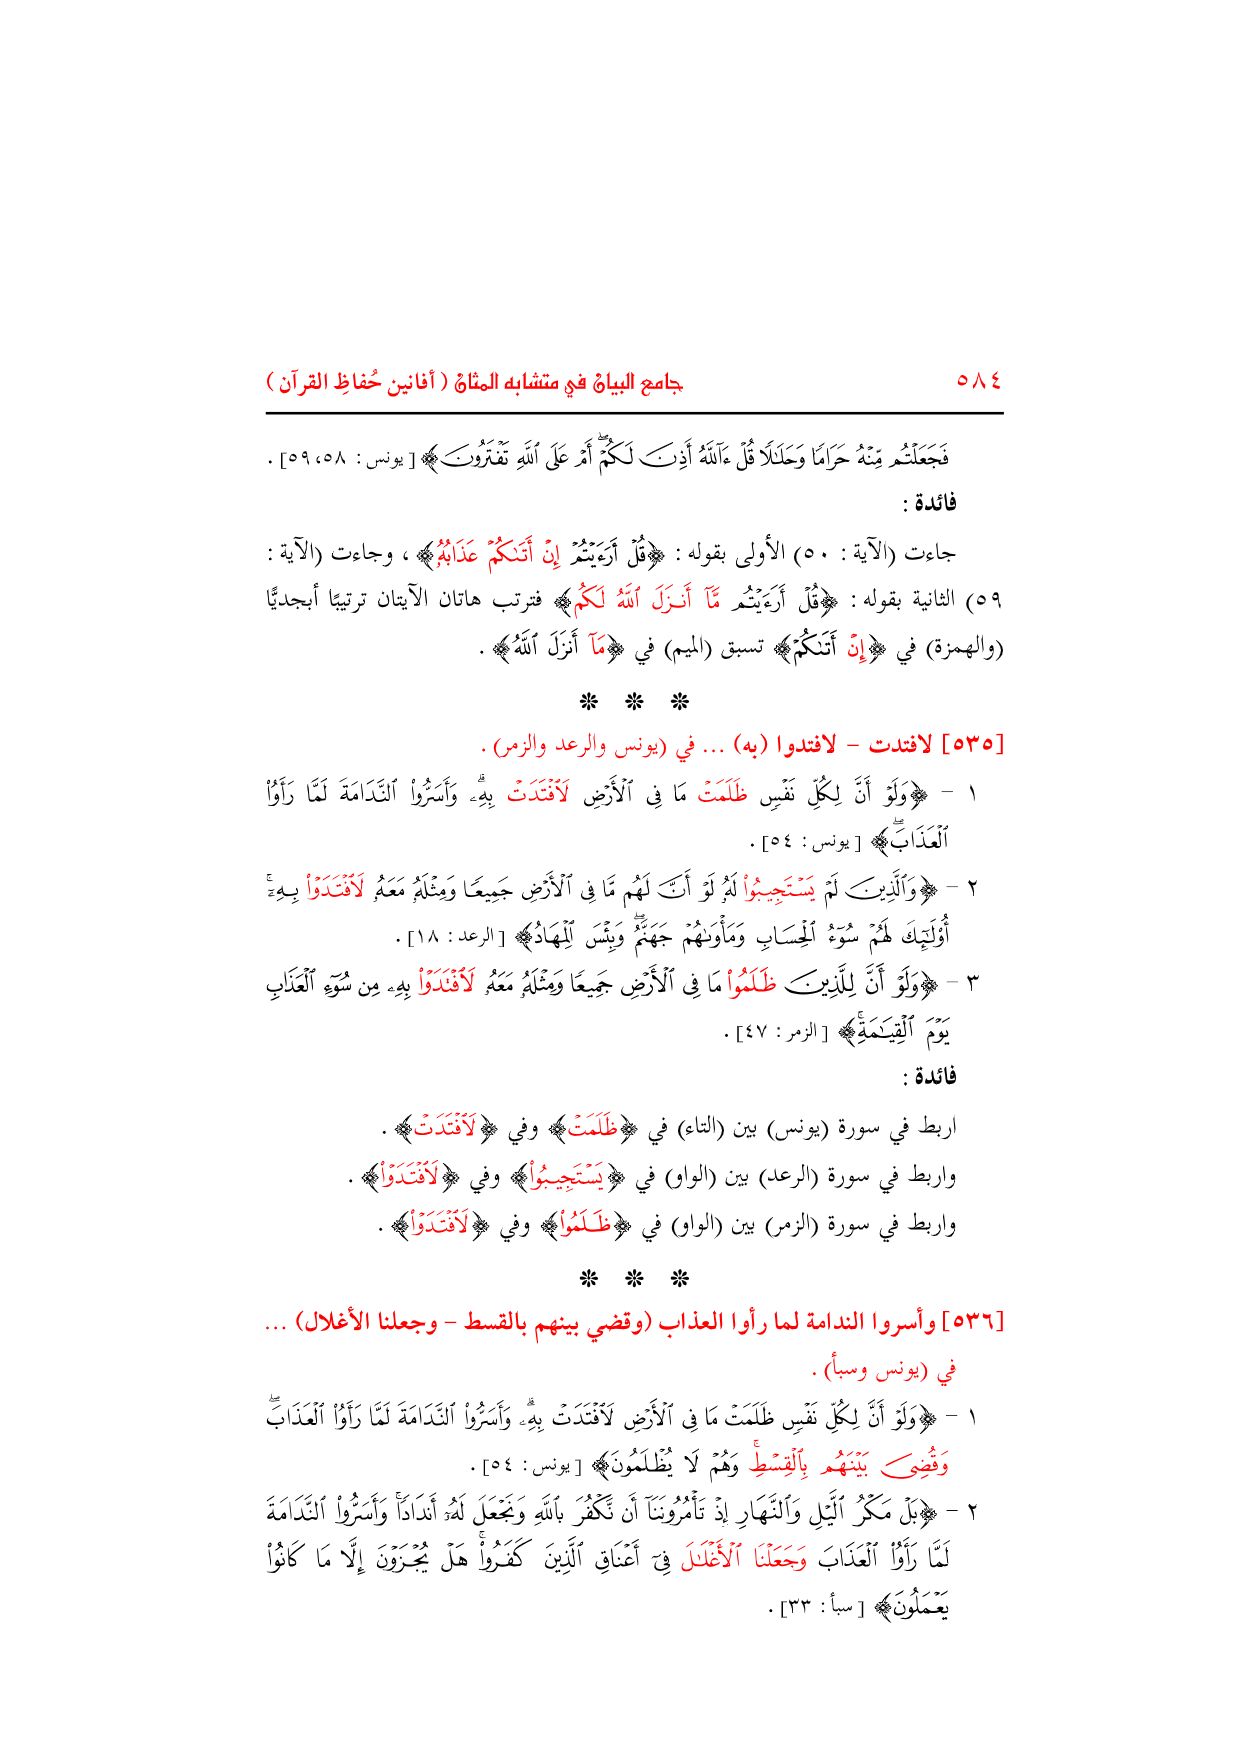 ٥٨٤ جامع البيان في متشابه المثان ( أفانين حُفاظِ القرآن )
فَجَعَلْتُم مِّنْهُ حَرَامًا وَحَلَٰلًا قُلْ ءَآللَّهُ أَذِنَ لَكُمْ ۖ أَمْ عَلَى ٱللَّهِ تَفْتَرُونَ﴾ [يونس : ٥٨، ٥٩] .
فائدة :
جاءت (الآية : ٥٠) الأولى بقوله : ﴿قُلْ أَرَءَيْتُمْ إِنْ أَتَىٰكُمْ عَذَابُهُۥ﴾ ، وجاءت (الآية :
٥٩) الثانية بقوله : ﴿قُلْ أَرَءَيْتُم مَّآ أَنزَلَ ٱللَّهُ لَكُم﴾ فترتب هاتان الآيتان ترتيبًا أبجديًّا
(والهمزة) في ﴿إِنْ أَتَىٰكُمْ﴾ تسبق (الميم) في ﴿مَآ أَنزَلَ ٱللَّهُ﴾ .
* * *
[٥٣٥] لافتدت – لافتدوا (به) ... في (يونس والرعد والزمر) .
١ – ﴿وَلَوْ أَنَّ لِكُلِّ نَفْسٍ ظَلَمَتْ مَا فِى ٱلْأَرْضِ لَٱفْتَدَتْ بِهِۦ ۗ وَأَسَرُّوا۟ ٱلنَّدَامَةَ لَمَّا رَأَوُا۟
ٱلْعَذَابَ ۖ﴾ [يونس : ٥٤] .
٢ – ﴿وَٱلَّذِينَ لَمْ يَسْتَجِيبُوا۟ لَهُۥ لَوْ أَنَّ لَهُم مَّا فِى ٱلْأَرْضِ جَمِيعًا وَمِثْلَهُۥ مَعَهُۥ لَٱفْتَدَوْا۟ بِهِۦٓ ۚ
أُو۟لَٰٓئِكَ لَهُمْ سُوٓءُ ٱلْحِسَابِ وَمَأْوَىٰهُمْ جَهَنَّمُ ۖ وَبِئْسَ ٱلْمِهَادُ﴾ [الرعد : ١٨] .
٣ – ﴿وَلَوْ أَنَّ لِلَّذِينَ ظَلَمُوا۟ مَا فِى ٱلْأَرْضِ جَمِيعًا وَمِثْلَهُۥ مَعَهُۥ لَٱفْتَدَوْا۟ بِهِۦ مِن سُوٓءِ ٱلْعَذَابِ
يَوْمَ ٱلْقِيَٰمَةِ ۚ﴾ [الزمر : ٤٧] .
فائدة :
اربط في سورة (يونس) بين (التاء) في ﴿ظَلَمَتْ﴾ وفي ﴿لَٱفْتَدَتْ﴾ .
واربط في سورة (الرعد) بين (الواو) في ﴿يَسْتَجِيبُوا۟﴾ وفي ﴿لَٱفْتَدَوْا۟﴾ .
واربط في سورة (الزمر) بين (الواو) في ﴿ظَلَمُوا۟﴾ وفي ﴿لَٱفْتَدَوْا۟﴾ .
* * *
[٥٣٦] وأسروا الندامة لما رأوا العذاب (وقضي بينهم بالقسط – وجعلنا الأغلال) ...
في (يونس وسبأ) .
١ – ﴿وَلَوْ أَنَّ لِكُلِّ نَفْسٍ ظَلَمَتْ مَا فِى ٱلْأَرْضِ لَٱفْتَدَتْ بِهِۦ ۗ وَأَسَرُّوا۟ ٱلنَّدَامَةَ لَمَّا رَأَوُا۟ ٱلْعَذَابَ ۖ
وَقُضِىَ بَيْنَهُم بِٱلْقِسْطِ ۚ وَهُمْ لَا يُظْلَمُونَ﴾ [يونس : ٥٤] .
٢ – ﴿بَلْ مَكْرُ ٱلَّيْلِ وَٱلنَّهَارِ إِذْ تَأْمُرُونَنَآ أَن نَّكْفُرَ بِٱللَّهِ وَنَجْعَلَ لَهُۥٓ أَندَادًا ۚ وَأَسَرُّوا۟ ٱلنَّدَامَةَ
لَمَّا رَأَوُا۟ ٱلْعَذَابَ وَجَعَلْنَا ٱلْأَغْلَٰلَ فِىٓ أَعْنَاقِ ٱلَّذِينَ كَفَرُوا۟ ۚ هَلْ يُجْزَوْنَ إِلَّا مَا كَانُوا۟
يَعْمَلُونَ﴾ [سبأ : ٣٣] .